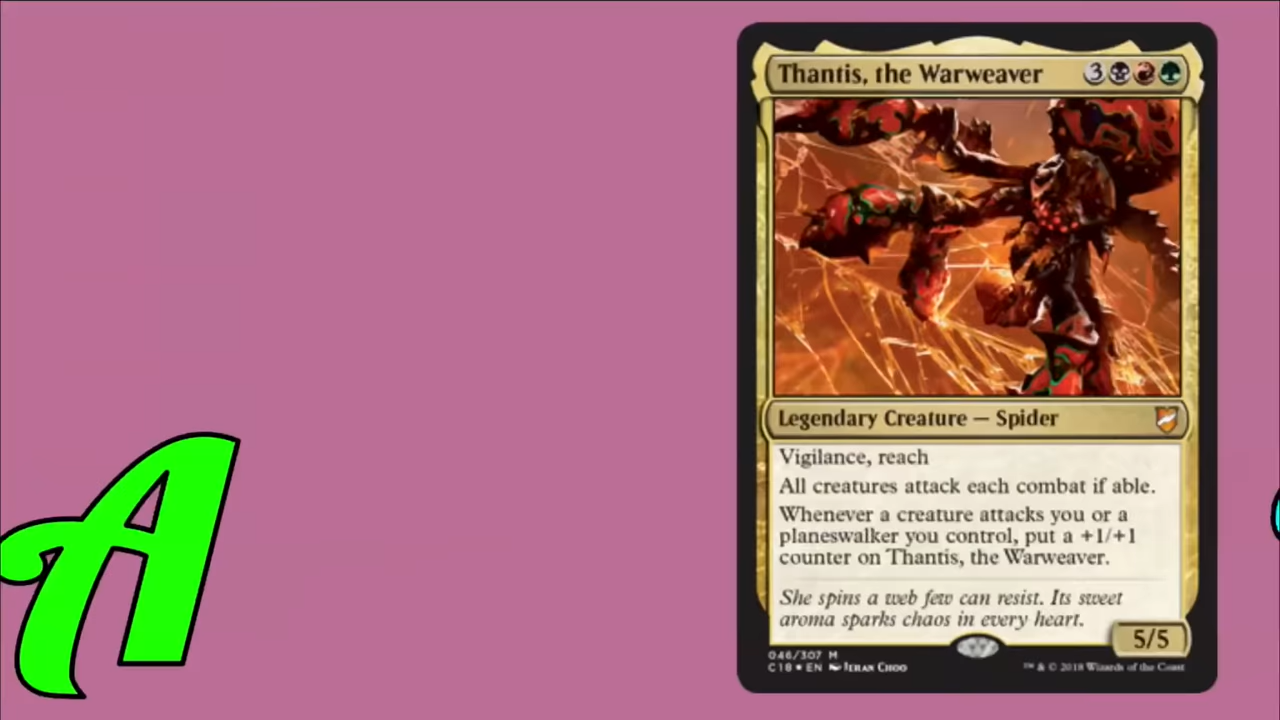 Thantis, the Warweaver 3
Legendary Creature — Spider
Vigilance, reach
All creatures attack each combat if able.
Whenever a creature attacks you or a
planeswalker you control, put a +1/+1
counter on Thantis, the Warweaver.
She spins a web few can resist. Its sweet
aroma sparks chaos in every heart.
5/5
046/307 M
C18 ★ EN Jehan Choo
™ & © 2018 Wizards of the Coast
A